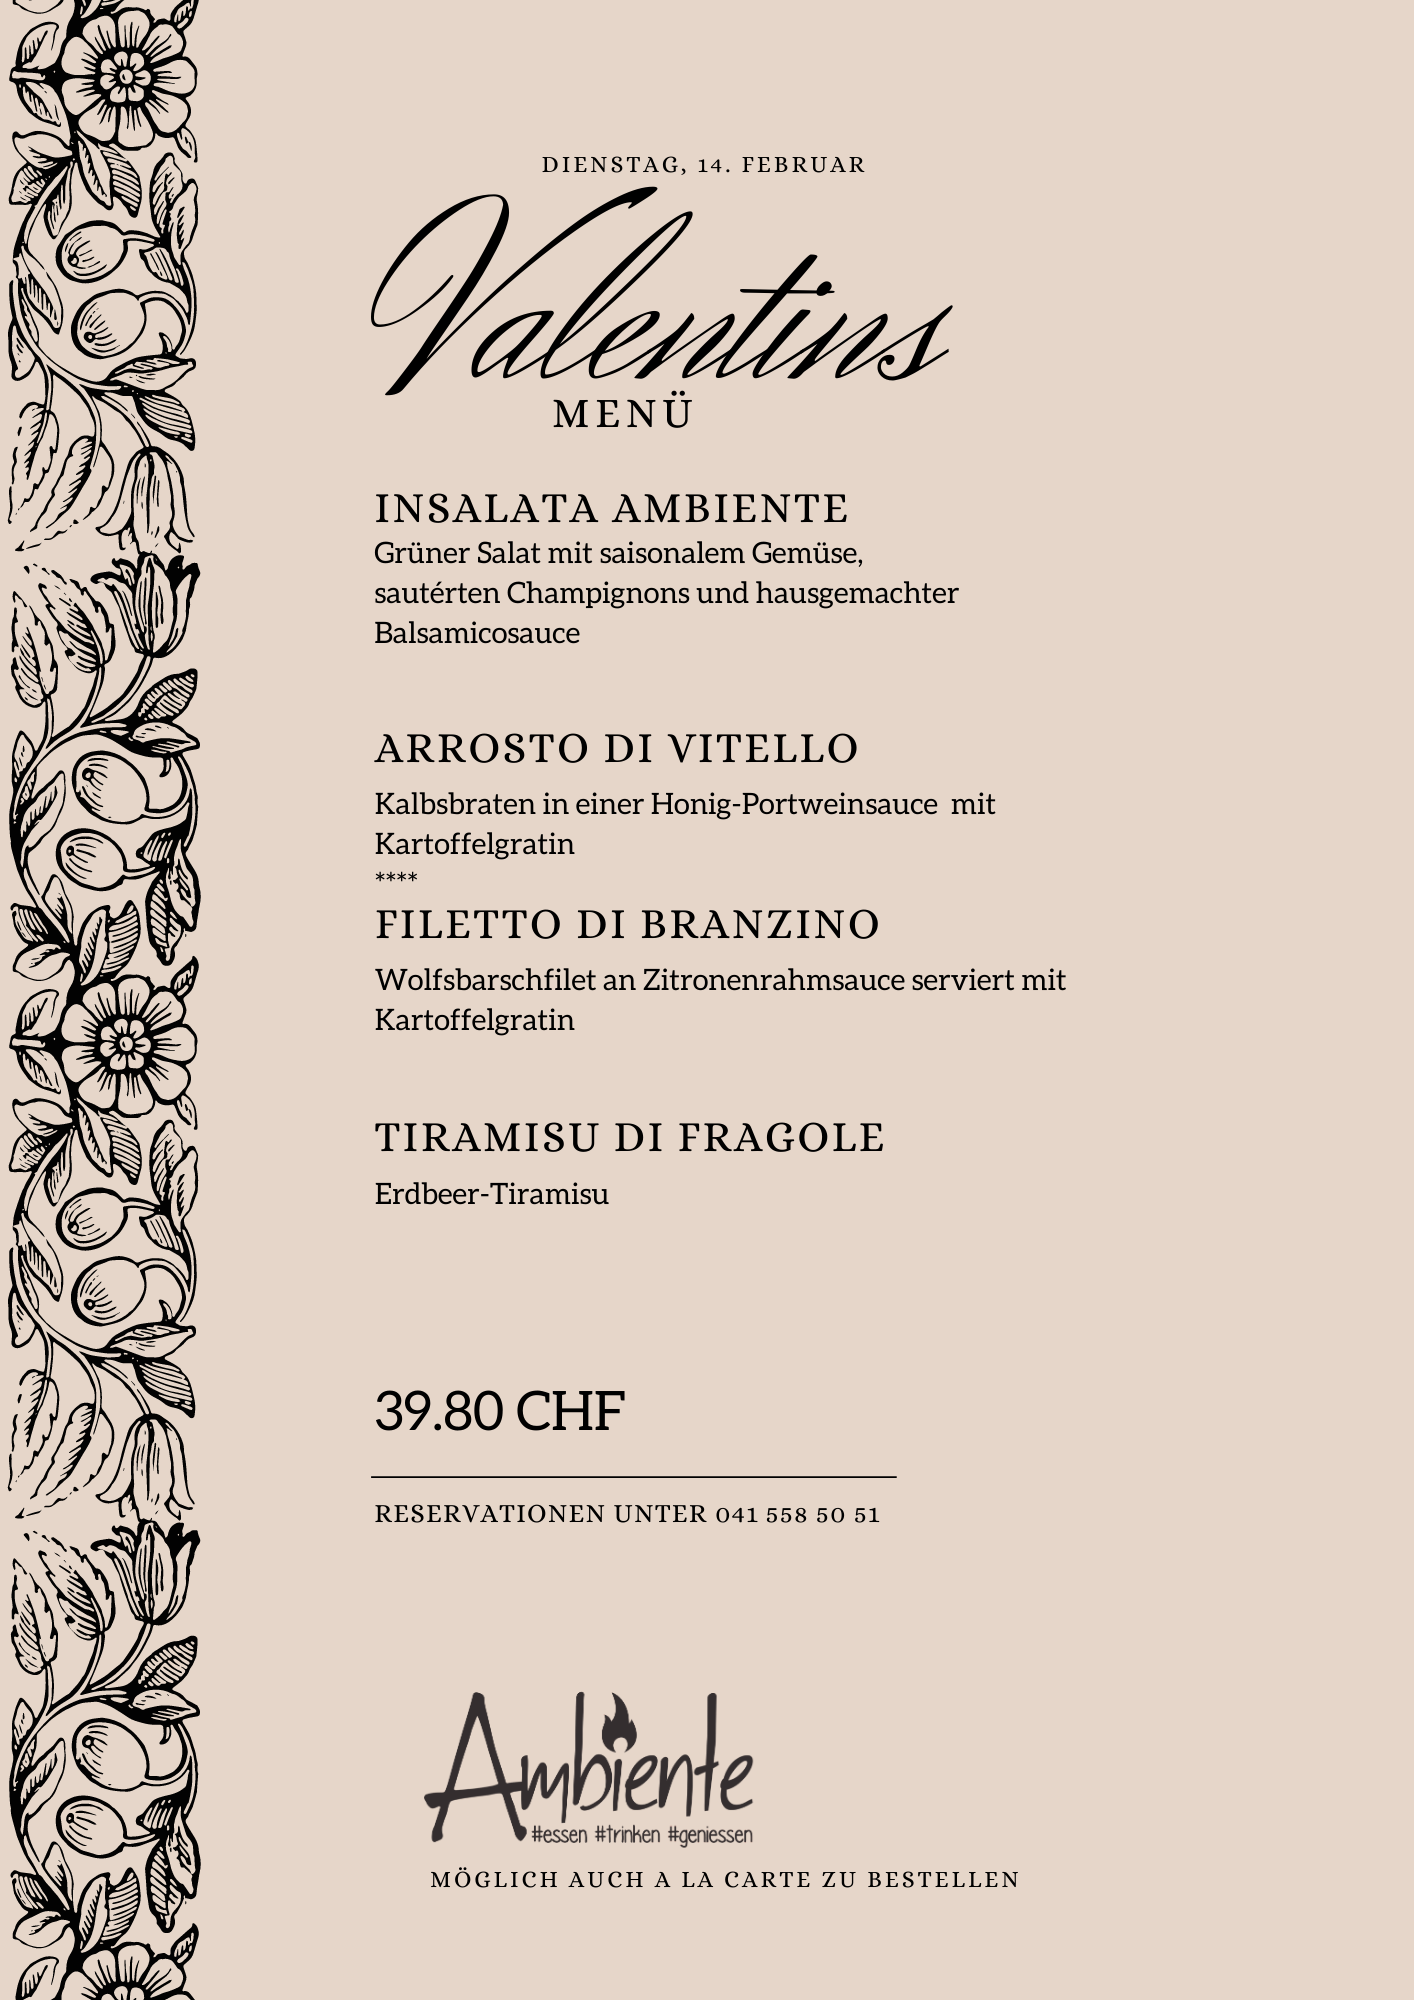 DIENSTAG, 14. FEBRUAR
Valentins
MENÜ
INSALATA AMBIENTE
Grüner Salat mit saisonalem Gemüse,
sautérten Champignons und hausgemachter
Balsamicosauce
ARROSTO DI VITELLO
Kalbsbraten in einer Honig-Portweinsauce  mit
Kartoffelgratin
****
FILETTO DI BRANZINO
Wolfsbarschfilet an Zitronenrahmsauce serviert mit
Kartoffelgratin
TIRAMISU DI FRAGOLE
Erdbeer-Tiramisu
39.80 CHF
RESERVATIONEN UNTER 041 558 50 51
Ambiente
#essen #trinken #geniessen
MÖGLICH AUCH A LA CARTE ZU BESTELLEN